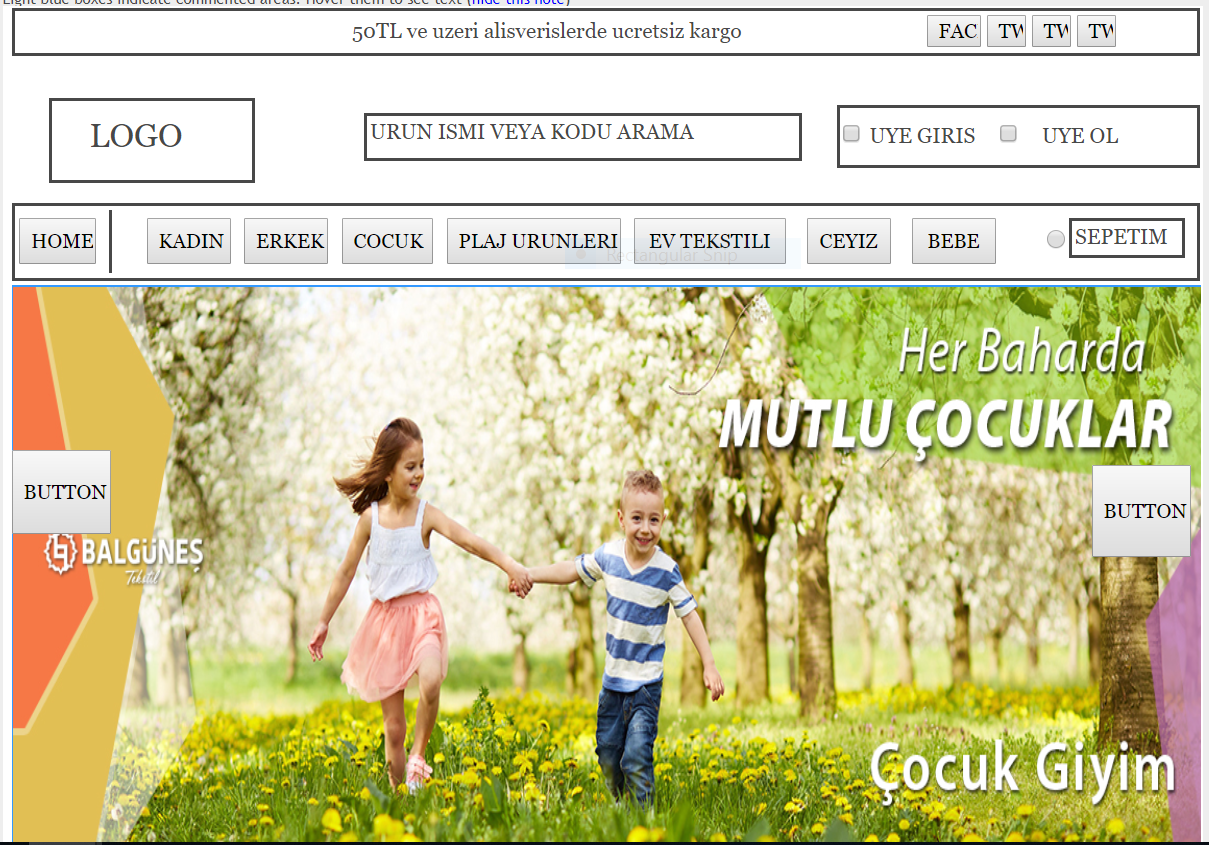 Light blue boxes indicate commented areas. Hover them to see text (hide this note)
50TL ve uzeri alisverislerde ucretsiz kargo
FAC TW TW TW
LOGO
URUN ISMI VEYA KODU ARAMA
UYE GIRIS UYE OL
HOME KADIN ERKEK COCUK PLAJ URUNLERI EV TEKSTILI CEYIZ BEBE SEPETIM
Rectangular Snip
Her Baharda
MUTLU ÇOCUKLAR
BUTTON
BUTTON
BALGÜNEŞ
Tekstil
Çocuk Giyim